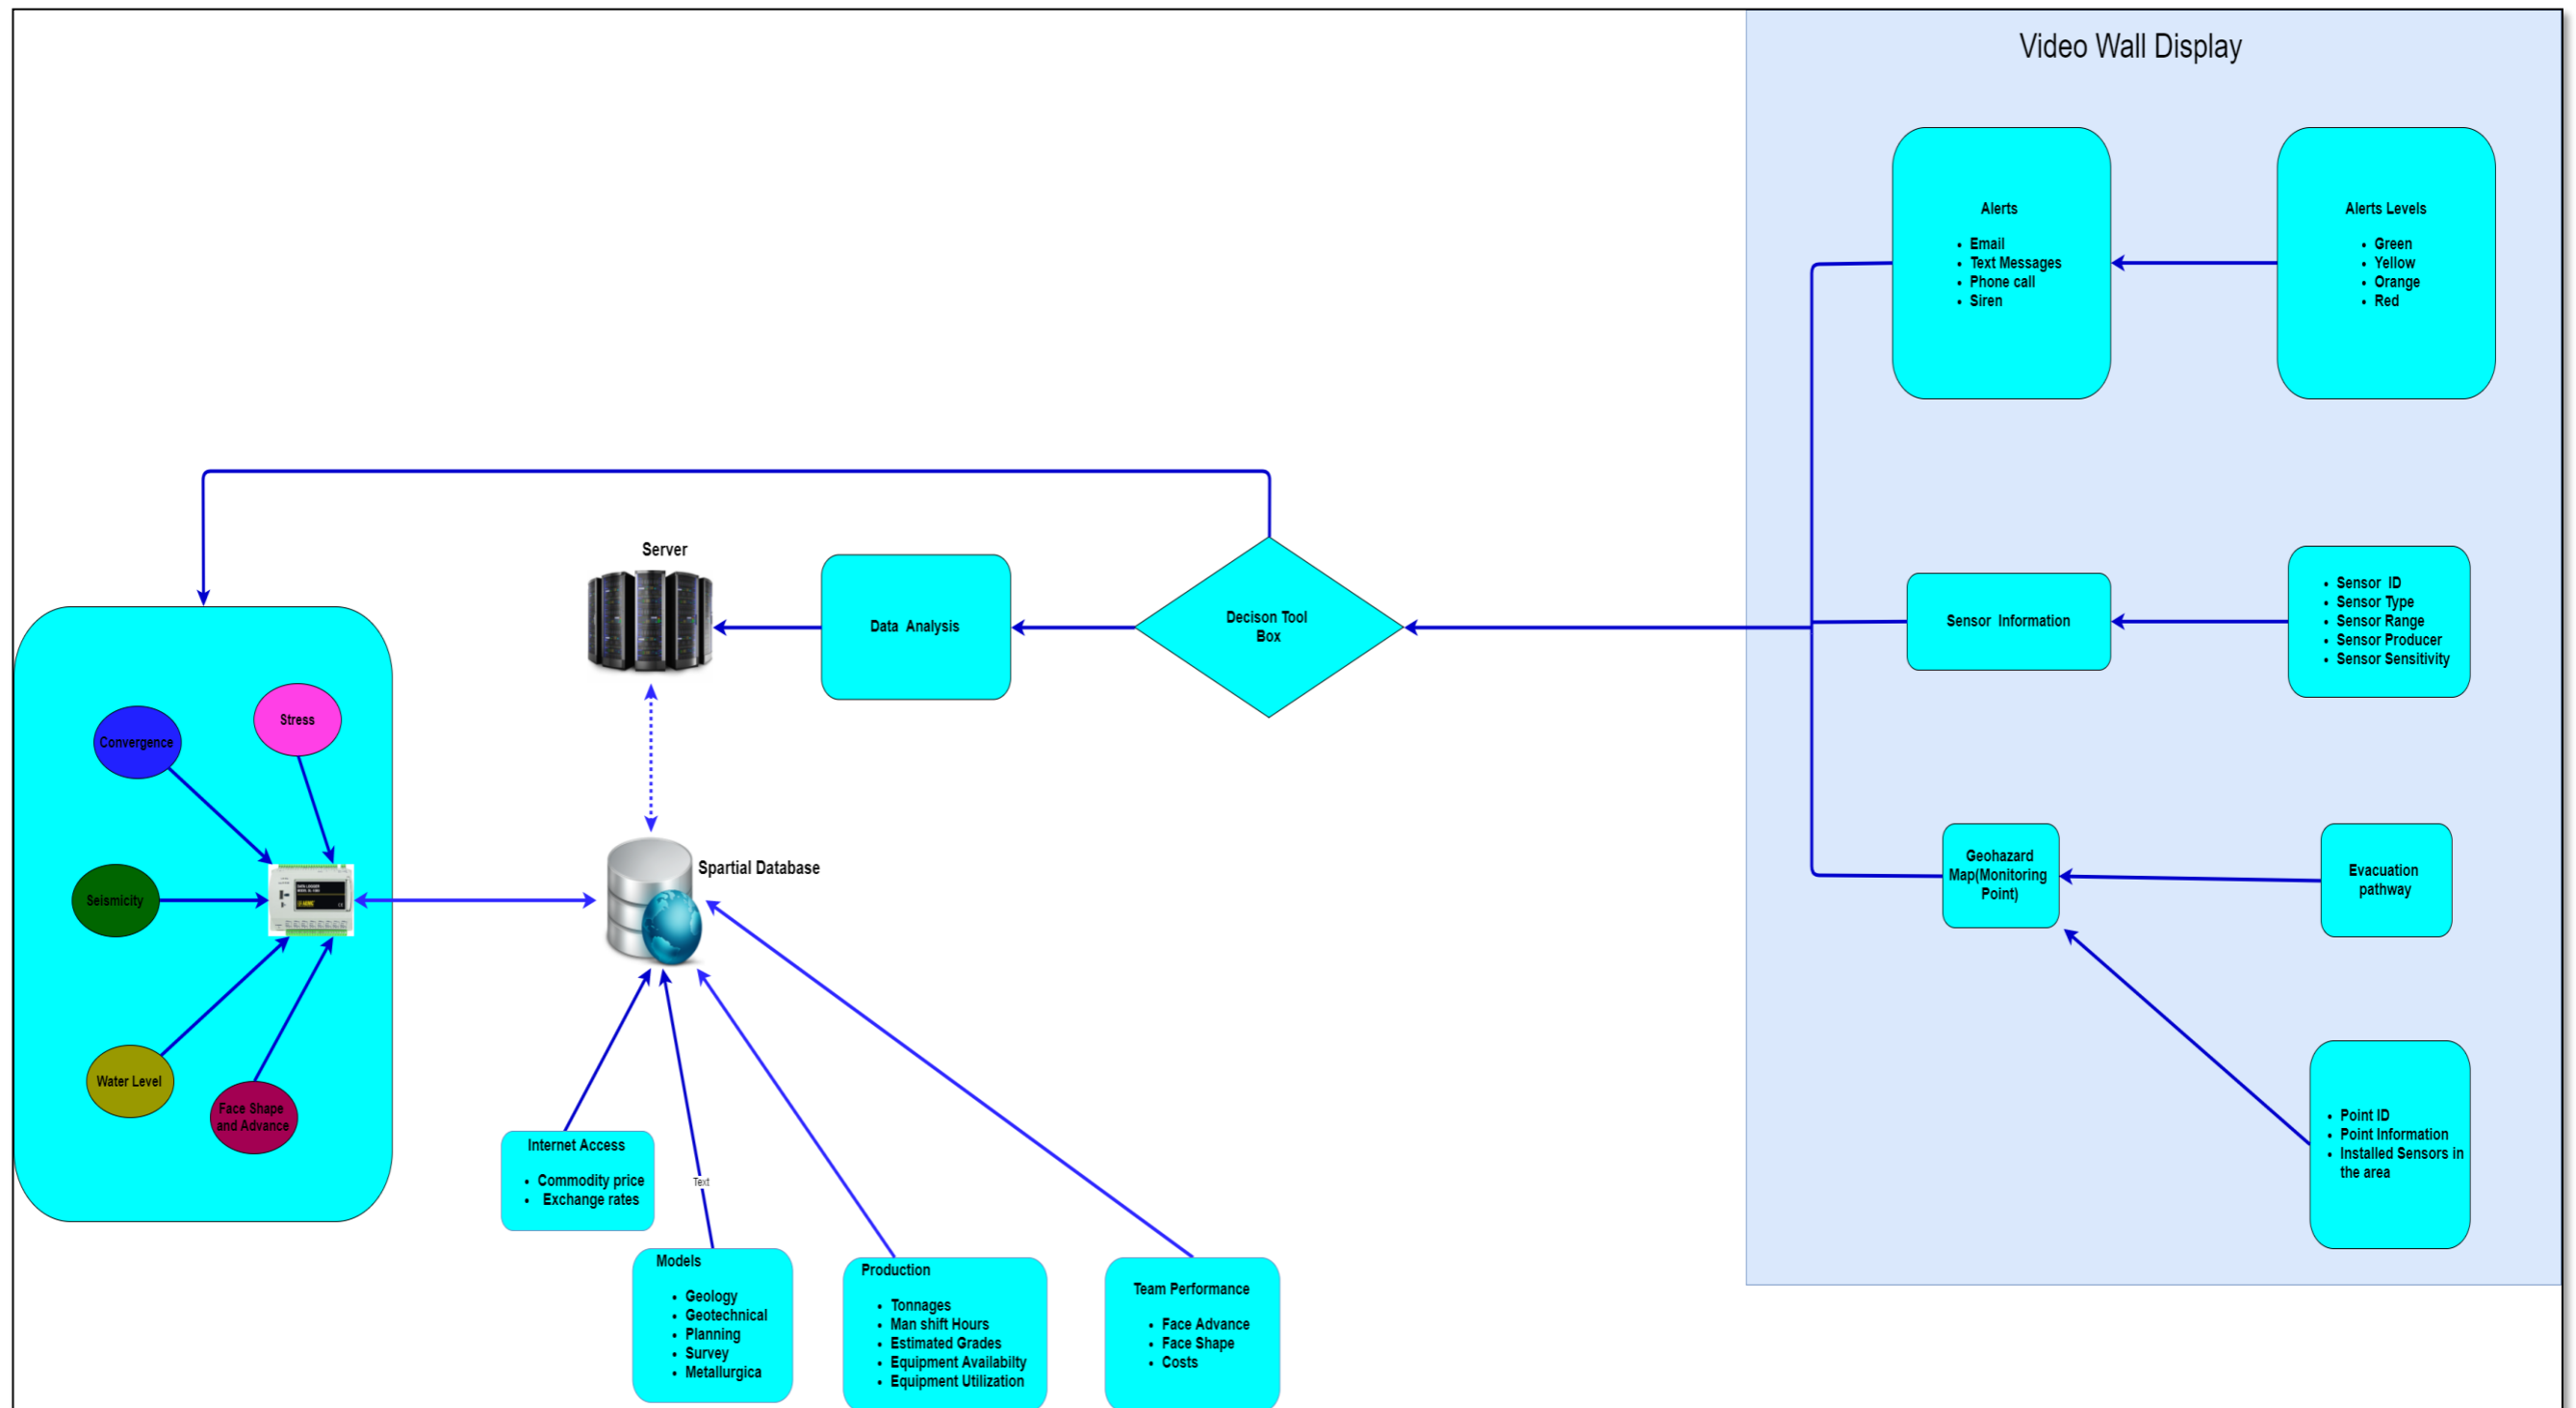 Video Wall Display
Alerts
• Email
• Text Messages
• Phone call
• Siren
Alerts Levels
• Green
• Yellow
• Orange
• Red
Server
Data Analysis
Decison Tool
Box
Sensor Information
• Sensor ID
• Sensor Type
• Sensor Range
• Sensor Producer
• Sensor Sensitivity
Stress
Convergence
Seismicity
Water Level
Face Shape
and Advance
Spartial Database
Geohazard
Map(Monitoring
Point)
Evacuation
pathway
• Point ID
• Point Information
• Installed Sensors in
the area
Internet Access
• Commodity price
• Exchange rates
Text
Models
• Geology
• Geotechnical
• Planning
• Survey
• Metallurgica
Production
• Tonnages
• Man shift Hours
• Estimated Grades
• Equipment Availabilty
• Equipment Utilization
Team Performance
• Face Advance
• Face Shape
• Costs